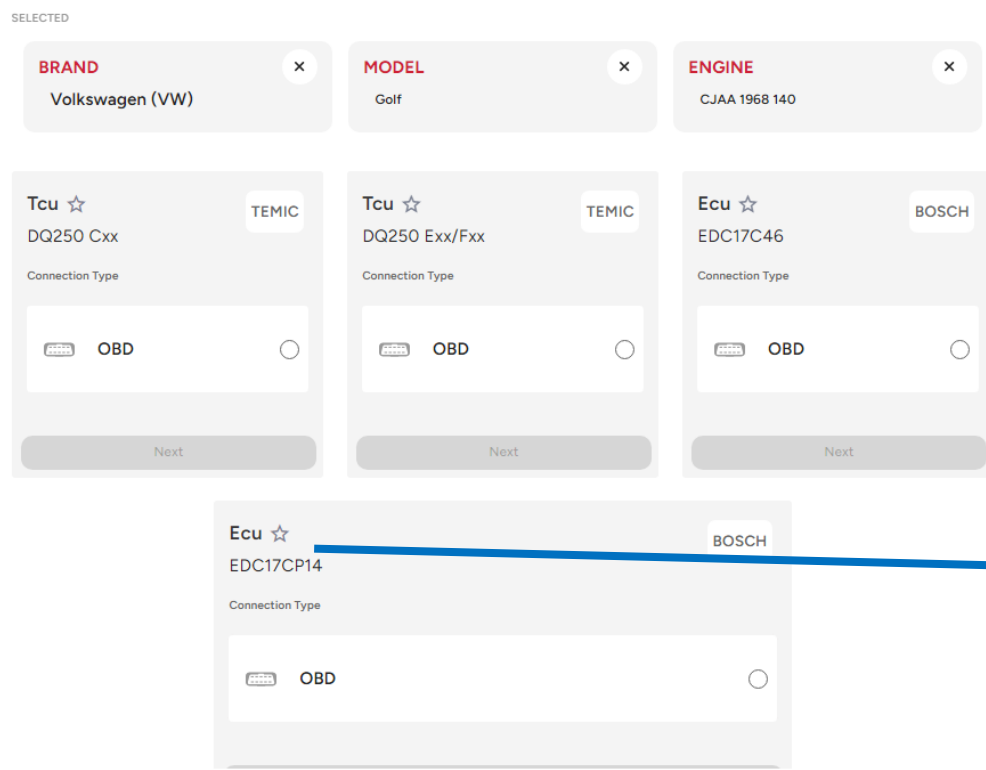 SELECTED
BRAND
Volkswagen (VW)
MODEL
Golf
ENGINE
CJAA 1968 140
Tcu
TEMIC
DQ250 Cxx
Connection Type
OBD
Next
Tcu
TEMIC
DQ250 Exx/Fxx
Connection Type
OBD
Next
Ecu
BOSCH
EDC17C46
Connection Type
OBD
Next
Ecu
BOSCH
EDC17CP14
Connection Type
OBD